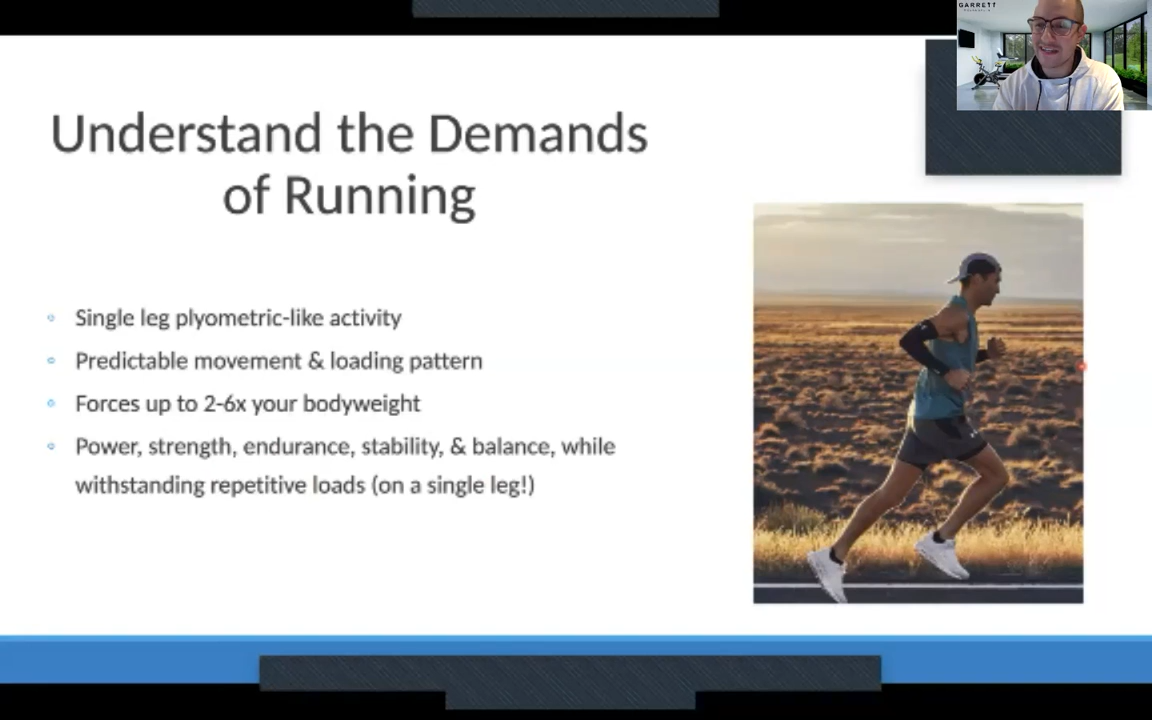 GARRETT
Understand the Demands
of Running
Single leg plyometric-like activity
Predictable movement & loading pattern
Forces up to 2-6x your bodyweight
Power, strength, endurance, stability, & balance, while
withstanding repetitive loads (on a single leg!)